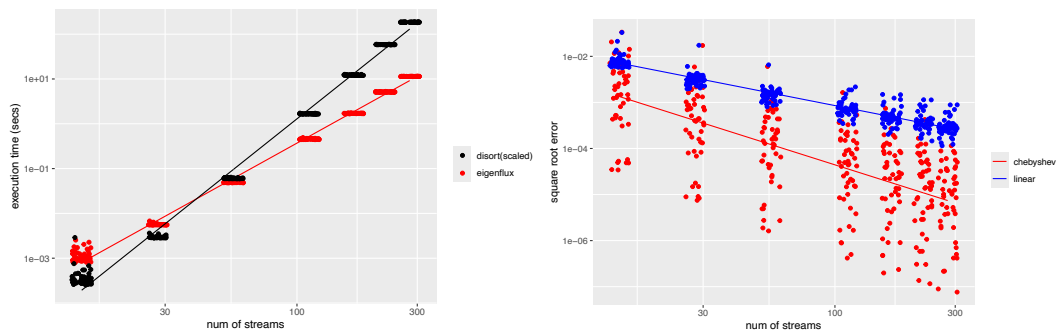 execution time (secs)
1e+01
1e-01
1e-03
30
100
300
num of streams
disort(scaled)
eigenflux
square root error
1e-02
1e-04
1e-06
30
100
300
num of streams
chebyshev
linear